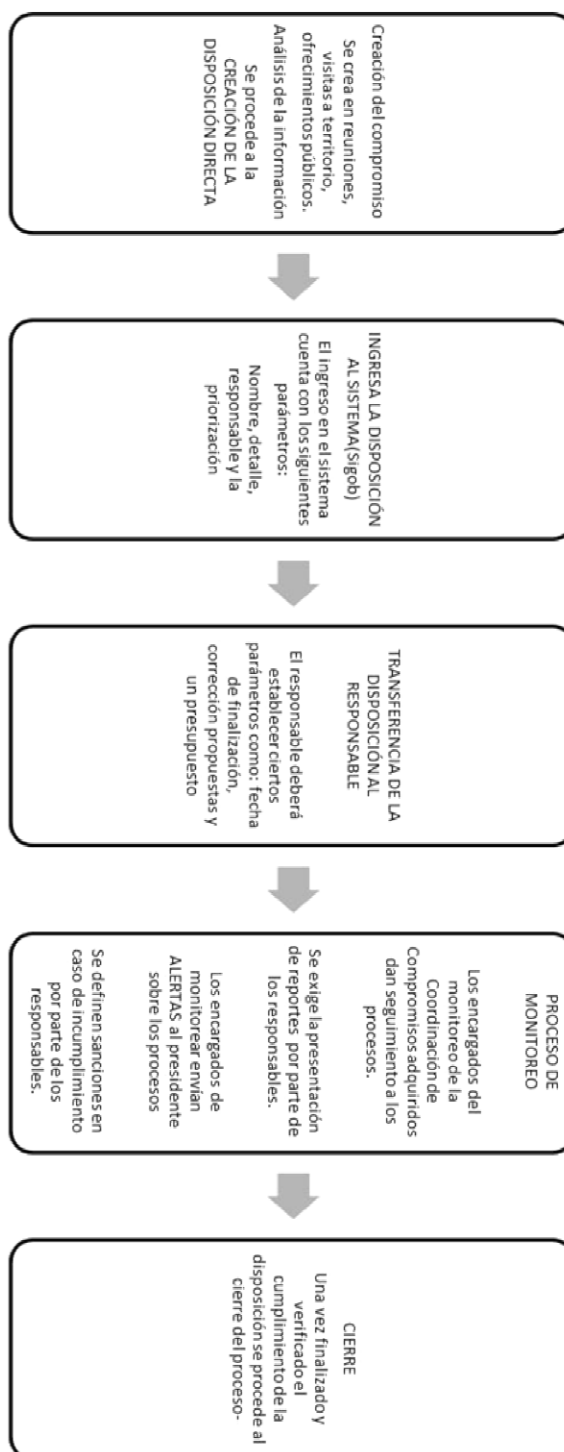 Creación del compromiso
Se crea en reuniones,
visitas a territorio,
ofrecimientos públicos.
Análisis de la información
Se procede a la
CREACIÓN DE LA
DISPOSICIÓN DIRECTA
INGRESA LA DISPOSICIÓN
AL SISTEMA(Sigob)
El ingreso en el sistema
cuenta con los siguientes
parámetros:
Nombre, detalle,
responsable y la
priorización
TRANSFERENCIA DE LA
DISPOSICIÓN AL
RESPONSABLE
El responsable deberá
establecer ciertos
parámetros como: fecha
de finalización,
corrección propuestas y
un presupuesto
PROCESO DE
MONITOREO
Los encargados del
monitoreo de la
Coordinación de
Compromisos adquiridos
dan seguimiento a los
procesos.
Se exige la presentación
de reportes por parte de
los responsables.
Los encargados de
monitorear envían
ALERTAS al presidente
sobre los procesos
Se definen sanciones en
caso de incumplimiento
por parte de los
responsables.
CIERRE
Una vez finalizado y
verificado el
cumplimiento de la
disposición se procede al
cierre del proceso-